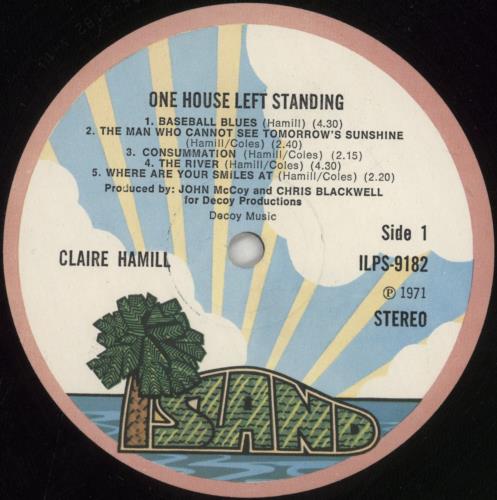 ONE HOUSE LEFT STANDING
1. BASEBALL BLUES (Hamill) (4.30)
2. THE MAN WHO CANNOT SEE TOMORROW'S SUNSHINE
(Hamill/Coles) (2.40)
3. CONSUMMATION (Hamill/Coles) (2.15)
4. THE RIVER (Hamill/Coles) (4.30)
5. WHERE ARE YOUR SMILES AT (Hamill/Coles) (2.20)
Produced by: JOHN McCOY and CHRIS BLACKWELL
for Decoy Productions
Decoy Music
Side 1
CLAIRE HAMILL
ILPS-9182
Ⓟ 1971
STEREO
ISLAND